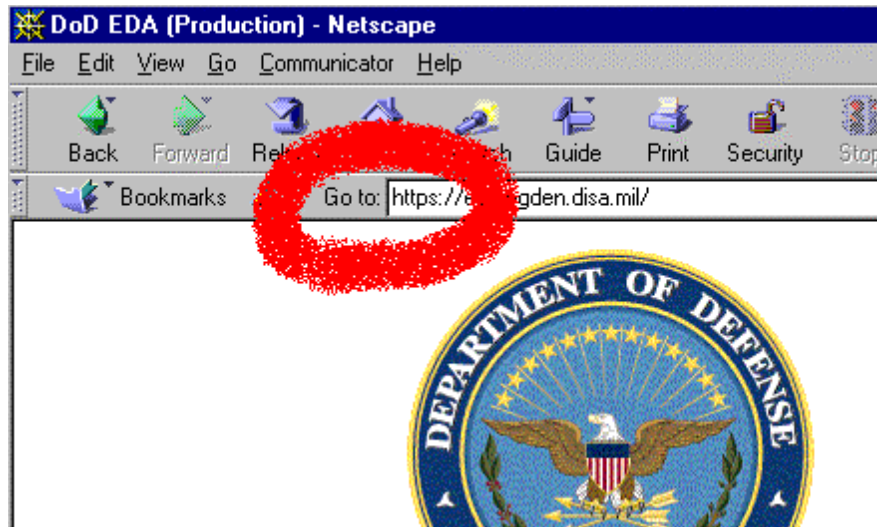 DoD EDA (Production) - Netscape
File Edit View Go Communicator Help
Back Forward Guide Print Security
Bookmarks Go to: https:// gden.disa.mil/
DEPARTMENT OF DEFENSE